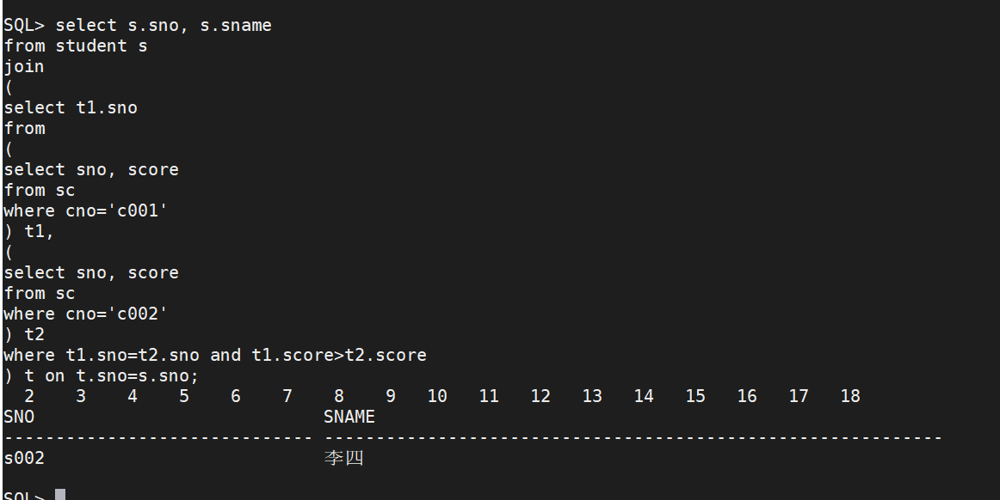 SQL> select s.sno, s.sname
from student s
join
(
select t1.sno
from
(
select sno, score
from sc
where cno='c001'
) t1,
(
select sno, score
from sc
where cno='c002'
) t2
where t1.sno=t2.sno and t1.score>t2.score
) t on t.sno=s.sno;
  2    3    4    5    6    7    8    9   10   11   12   13   14   15   16   17   18
SNO                            SNAME
------------------------------ ------------------------------------------------------------
s002                           李四
SQL>